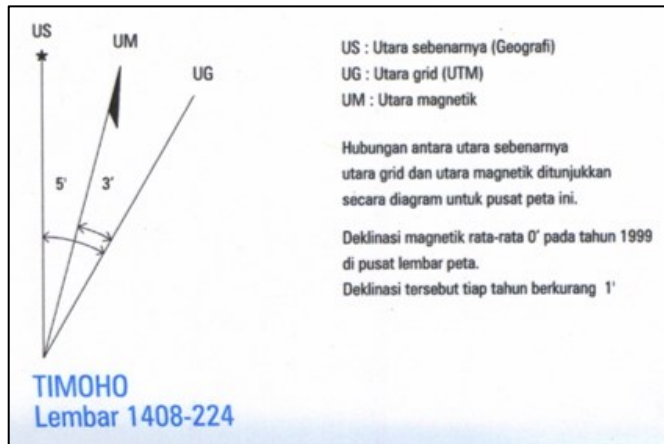 US
UM
UG
5'
3'
US : Utara sebenarnya (Geografi)
UG : Utara grid (UTM)
UM : Utara magnetik
Hubungan antara utara sebenarnya
utara grid dan utara magnetik ditunjukkan
secara diagram untuk pusat peta ini.
Deklinasi magnetik rata-rata 0' pada tahun 1999
di pusat lembar peta.
Deklinasi tersebut tiap tahun berkurang 1'
TIMOHO
Lembar 1408-224